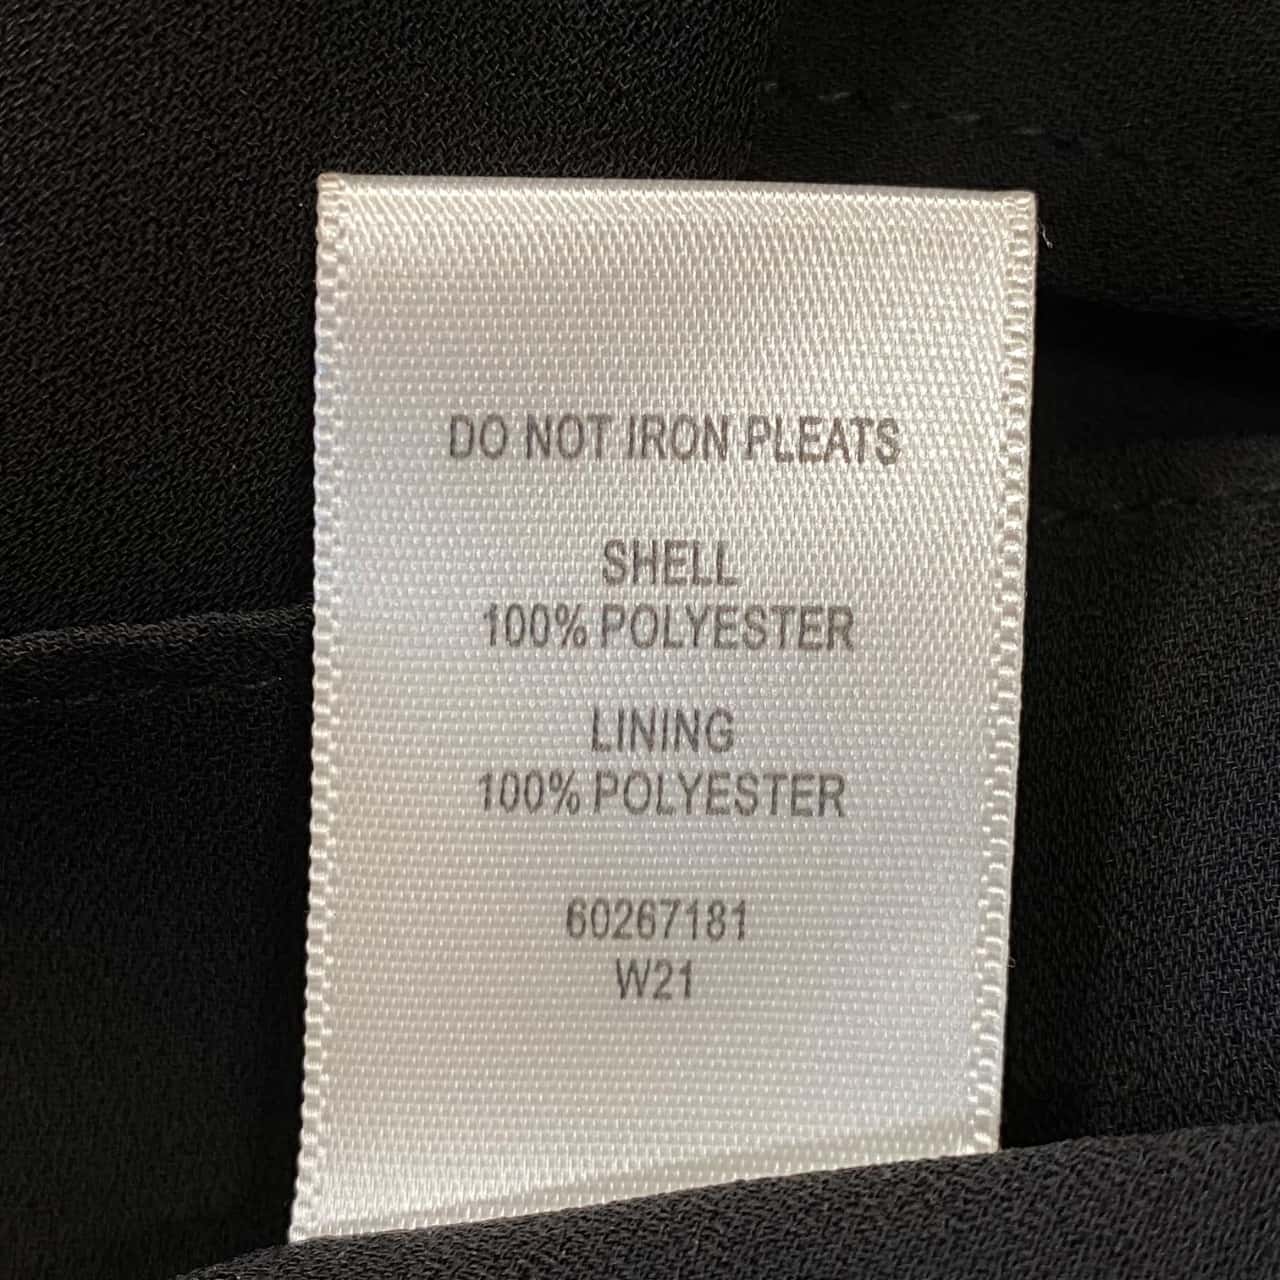 DO NOT IRON PLEATS
SHELL
100% POLYESTER
LINING
100% POLYESTER
60267181
W21